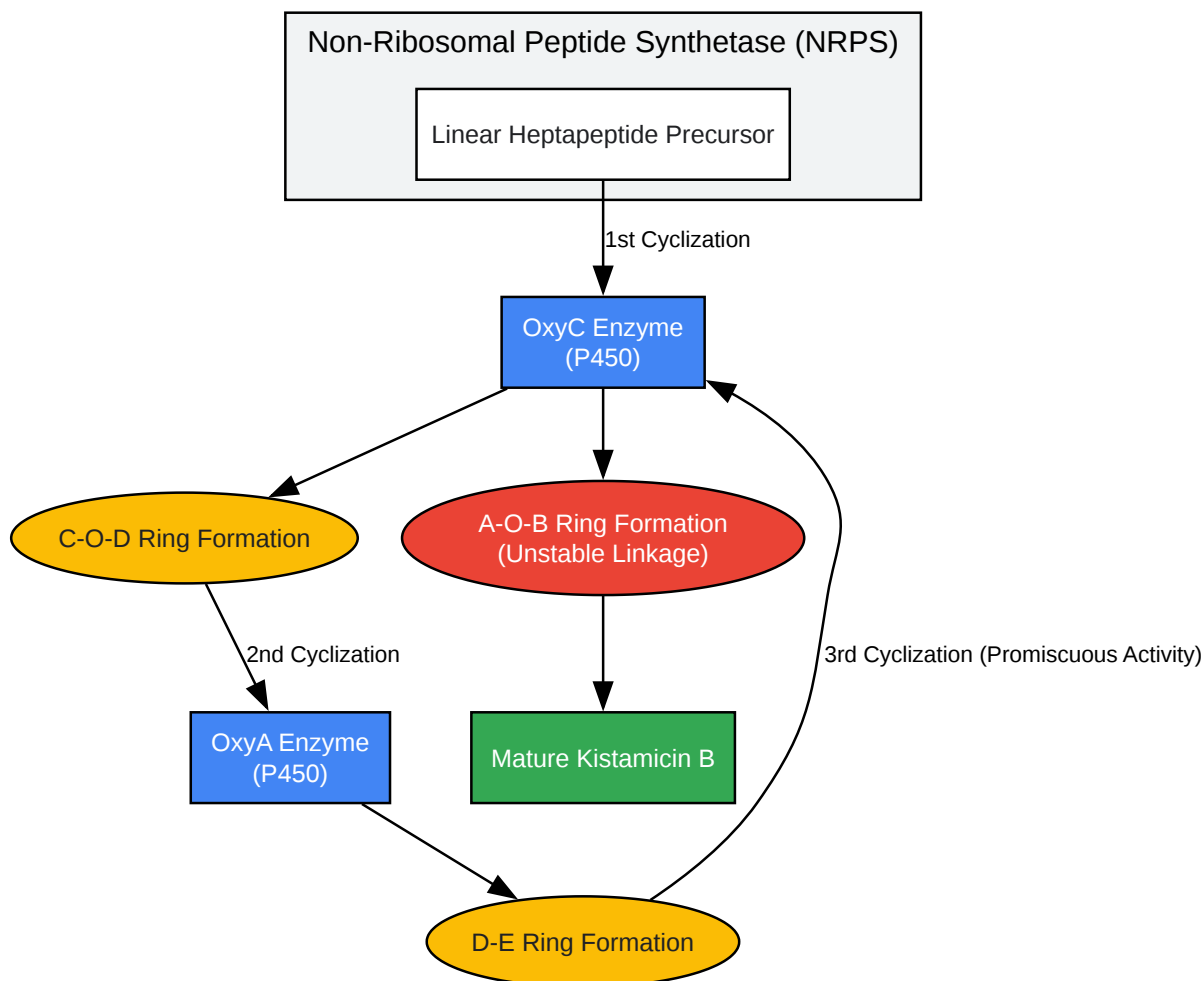 Non-Ribosomal Peptide Synthetase (NRPS)
Linear Heptapeptide Precursor
1st Cyclization
OxyC Enzyme
(P450)
C-O-D Ring Formation
A-O-B Ring Formation
(Unstable Linkage)
2nd Cyclization
3rd Cyclization (Promiscuous Activity)
OxyA Enzyme
(P450)
Mature Kistamicin B
D-E Ring Formation